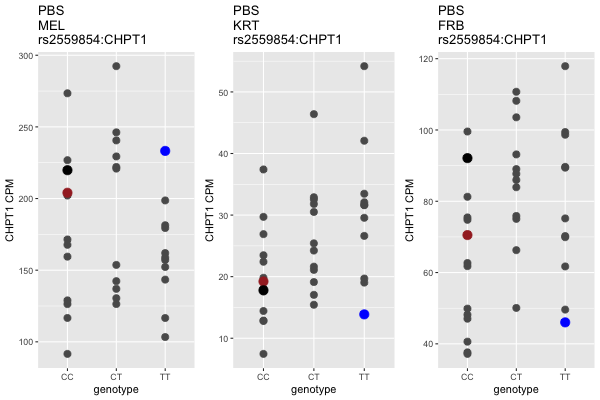 PBS
MEL
rs2559854:CHPT1
300
250
200
150
100
CHPT1 CPM
CC
CT
TT
genotype
PBS
KRT
rs2559854:CHPT1
50
40
30
20
10
CHPT1 CPM
CC
CT
TT
genotype
PBS
FRB
rs2559854:CHPT1
120
100
80
60
40
CHPT1 CPM
CC
CT
TT
genotype